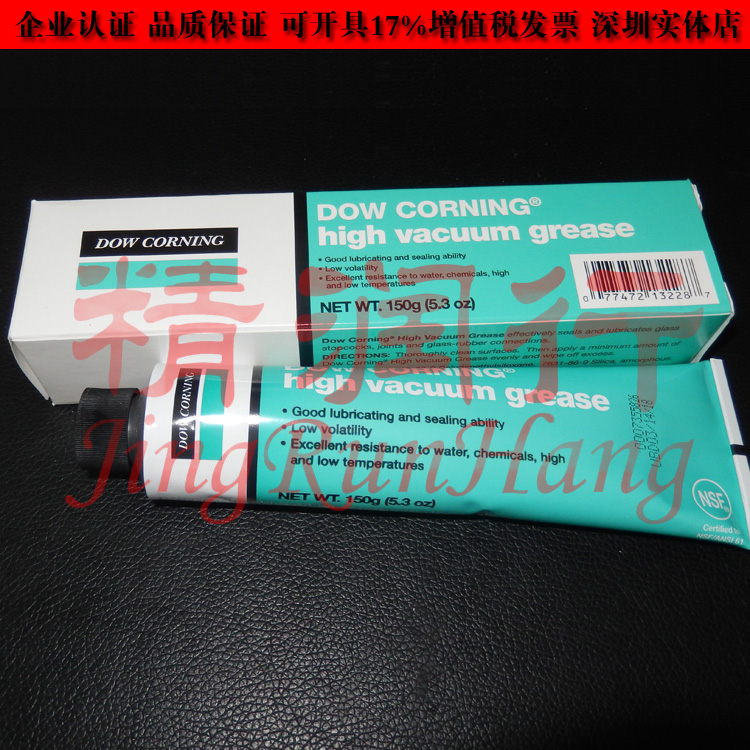 企业认证 品质保证 可开具17%增值税发票 深圳实体店
DOW CORNING
DOW CORNING®
high vacuum grease
• Good lubricating and sealing ability
• Low volatility
• Excellent resistance to water, chemicals, high
and low temperatures
NET WT. 150g (5.3 oz)
0 77472 13228 7
Dow Corning® High Vacuum Grease effectively seals and lubricates glass
stopcocks, joints and glass-rubber connections.
DIRECTIONS: Thoroughly clean surfaces. Then apply a minimum amount of
Dow Corning® High Vacuum Grease evenly and wipe off excess.
精润行
JingRunHang
DOW CORNING
DOW CORNING®
high vacuum grease
• Good lubricating and sealing ability
• Low volatility
• Excellent resistance to water, chemicals, high
and low temperatures
NET WT. 150g (5.3 oz)
NSF
Certified to
NSF/ANSI 61